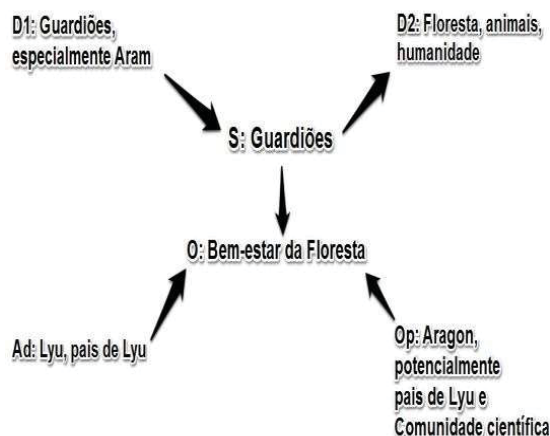 D1: Guardiões,
especialmente Aram
D2: Floresta, animais,
humanidade
S: Guardiões
O: Bem-estar da Floresta
Ad: Lyu, pais de Lyu
Op: Aragon,
potencialmente
pais de Lyu e
Comunidade científica